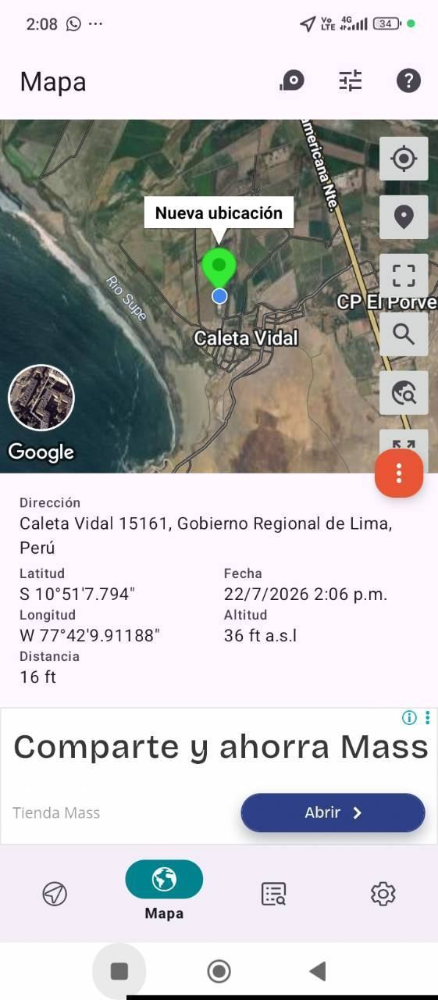 2:08
Vo
LTE
4G
34
Mapa
americana Nte.
Nueva ubicación
Rio Supe
CP El Porve
Caleta Vidal
Google
Dirección
Caleta Vidal 15161, Gobierno Regional de Lima,
Perú
Latitud
S 10°51'7.794"
Fecha
22/7/2026 2:06 p.m.
Longitud
W 77°42'9.91188"
Altitud
36 ft a.s.l
Distancia
16 ft
Comparte y ahorra Mass
Tienda Mass
Abrir
Mapa